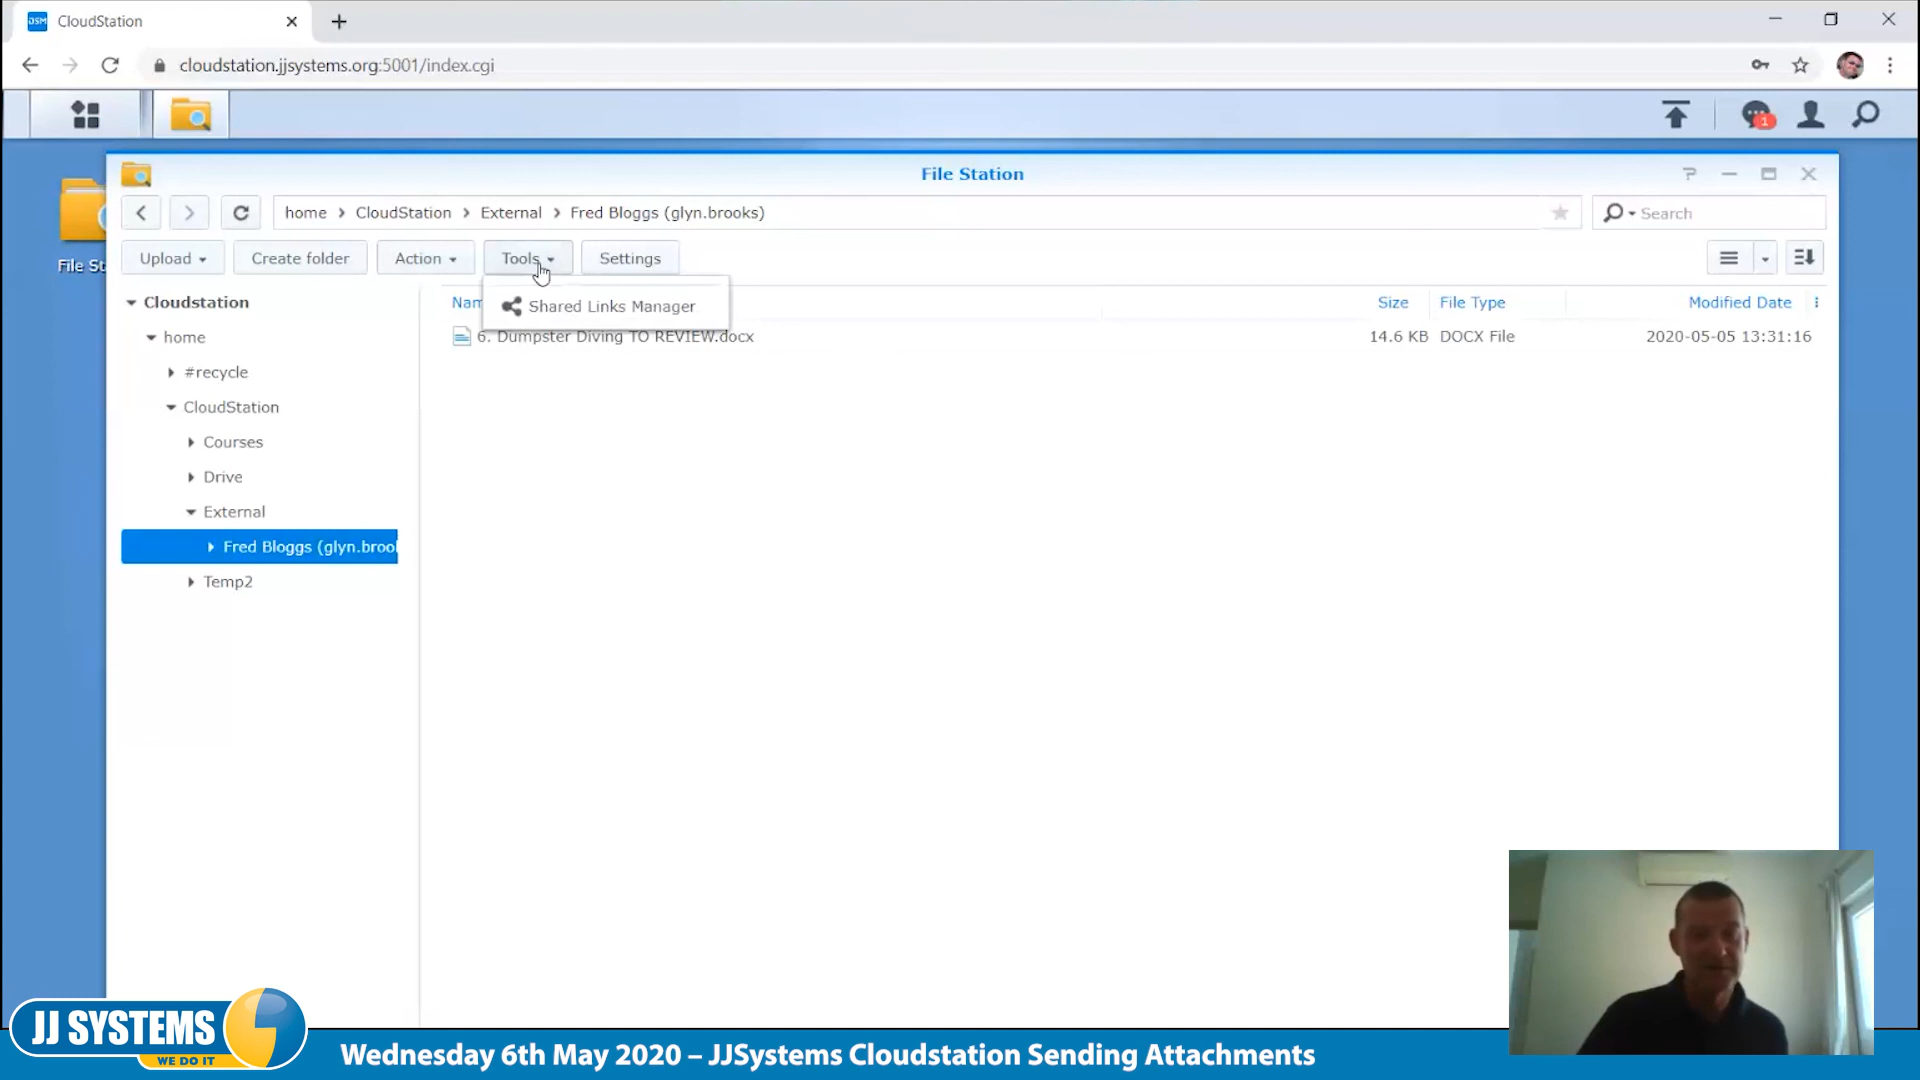 DSM CloudStation
cloudstation.jjsystems.org:5001/index.cgi
1
File Station
home CloudStation External Fred Bloggs (glyn.brooks)
Search
Upload Create folder Action Tools Settings
File St
Cloudstation
home
#recycle
CloudStation
Courses
Drive
External
Fred Bloggs (glyn.brool
Temp2
Shared Links Manager
Nam Size File Type Modified Date
6. Dumpster Diving TO REVIEW.docx 14.6 KB DOCX File 2020-05-05 13:31:16
JJ SYSTEMS
WE DO IT
Wednesday 6th May 2020 – JJSystems Cloudstation Sending Attachments